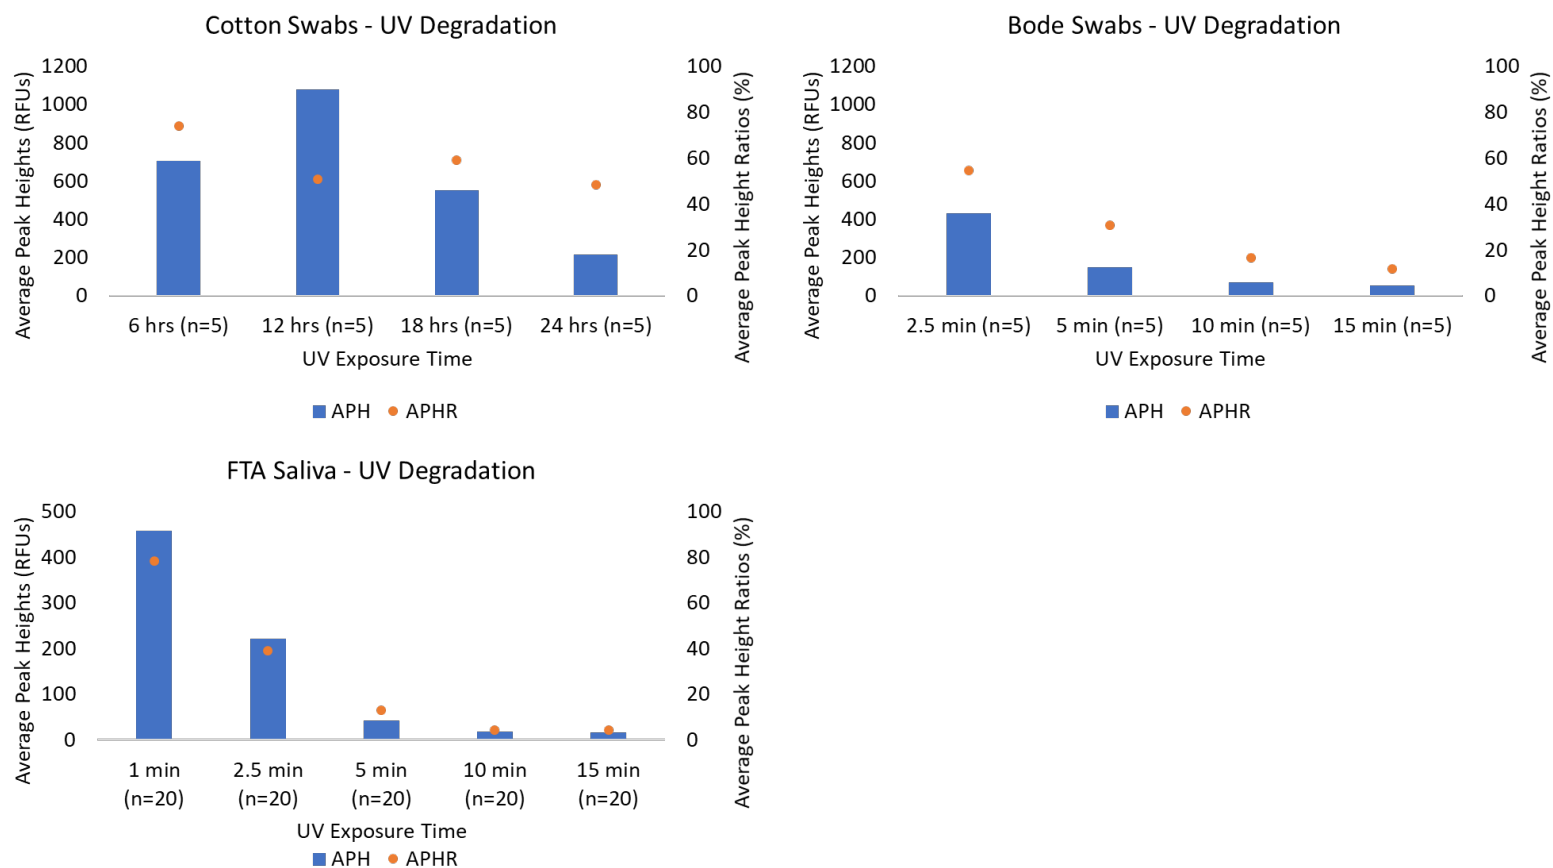 Cotton Swabs - UV Degradation
Average Peak Heights (RFUs)
1200
1000
800
600
400
200
0
100
80
60
40
20
0
Average Peak Height Ratios (%)
6 hrs (n=5) 12 hrs (n=5) 18 hrs (n=5) 24 hrs (n=5)
UV Exposure Time
APH APHR
Bode Swabs - UV Degradation
Average Peak Heights (RFUs
1200
1000
800
600
400
200
0
100
80
60
40
20
0
Average Peak Height Ratios (%)
2.5 min (n=5) 5 min (n=5) 10 min (n=5) 15 min (n=5)
UV Exposure Time
APH APHR
FTA Saliva - UV Degradation
Average Peak Heights (RFUs)
500
400
300
200
100
0
100
80
60
40
20
0
Average Peak Height Ratios (%)
1 min 2.5 min 5 min 10 min 15 min
(n=20) (n=20) (n=20) (n=20) (n=20)
UV Exposure Time
APH APHR